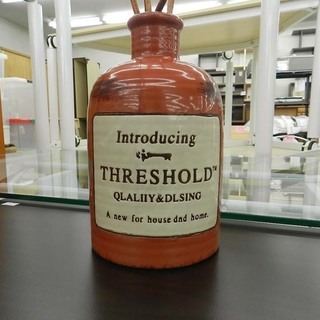 Introducing
THRESHOLD™
QLALIIY&DLSING
A new for house dnd home.